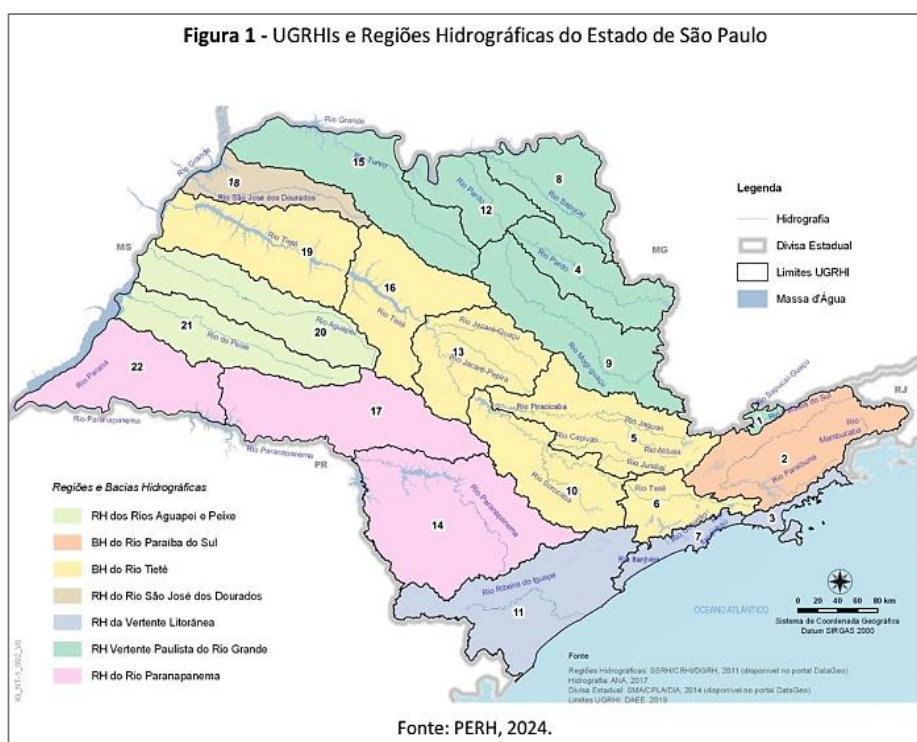 Figura 1 - UGRHIs e Regiões Hidrográficas do Estado de São Paulo
Rio Grande
Rio Grande
15
Rio Turvo
8
Rio Sapucaí
18
Rio São José dos Dourados
12
Rio Pardo
Legenda
Hidrografia
Divisa Estadual
Limites UGRHI
Massa d'Água
MS
MG
Rio Tietê
19
4
Rio Pardo
16
Rio Tietê
Rio Jacaré-Guaçu
21
20
Rio Aguapeí
Rio do Peixe
13
Rio Jacaré-Pepira
9
Rio Mogi-Guaçu
22
Rio Paraná
17
Rio Piracicaba
Rio Sapucaí-Guaçu
RJ
1
Rio Paranapanema
Rio Jaguari
Rio Capivari
5
Rio Atibaia
Rio Jundiaí
2
Rio Paraibuna
Rio Mambucaba
Rio Paranapanema
PR
Regiões e Bacias Hidrográficas
RH dos Rios Aguapeí e Peixe
BH do Rio Paraíba do Sul
BH do Rio Tietê
RH do Rio São José dos Dourados
RH da Vertente Litorânea
RH Vertente Paulista do Rio Grande
RH do Rio Paranapanema
10
Rio Sorocaba
Rio Tietê
6
3
7
14
Rio Paranapanema
Rio Itanhaém
Rio Ribeira do Iguape
11
OCEANO ATLÂNTICO
0 20 40 60 80 km
Sistema de Coordenada Geográfica
Datum SIRGAS 2000
Fonte
Regiões Hidrográficas: SSRH/CRHi/DGRH, 2011 (disponível no portal DataGeo)
Hidrografia: ANA, 2017
Divisa Estadual: SMA/CPLA/DIA, 2014 (disponível no portal DataGeo)
Limites UGRHI: DAEE, 2019
Fonte: PERH, 2024.